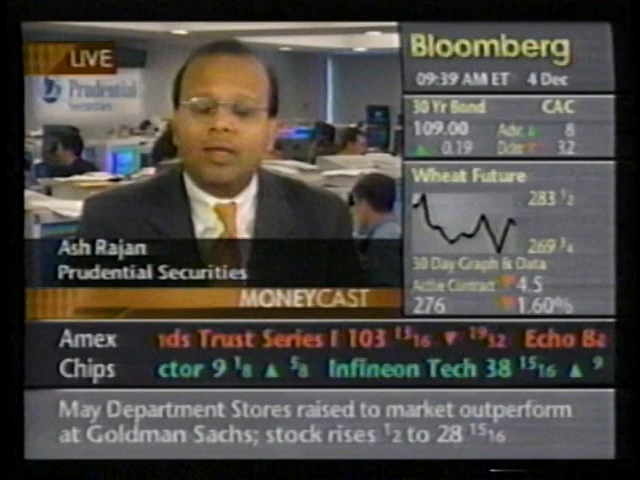 LIVE
Prudential
Securities
Bloomberg
09:39 AM ET 4 Dec
30 Yr Bond CAC
109.00 Adv ▲ 8
▲ 0.19 Dcln ▼ 32
Wheat Future
283 1/2
269 3/4
30 Day Graph & Data
Active Contract ▼ 4.5
276 ▼ 1.60%
Ash Rajan
Prudential Securities
MONEYCAST
Amex nds Trust Series I 103 13/16 ▼ 19/32 Echo Ba
Chips ctor 9 1/8 ▲ 5/8 Infineon Tech 38 15/16 ▲ 9
May Department Stores raised to market outperform
at Goldman Sachs; stock rises 1/2 to 28 15/16